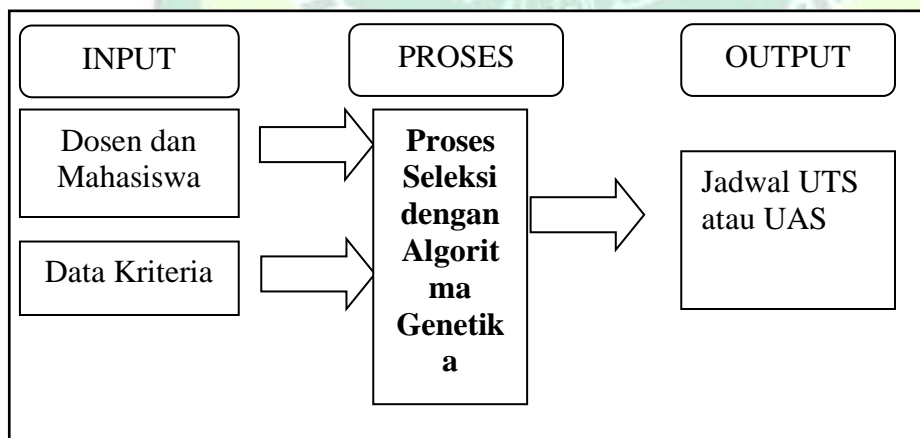 INPUT
PROSES
OUTPUT
Dosen dan
Mahasiswa
Data Kriteria
Proses
Seleksi
dengan
Algorit
ma
Genetik
a
Jadwal UTS
atau UAS